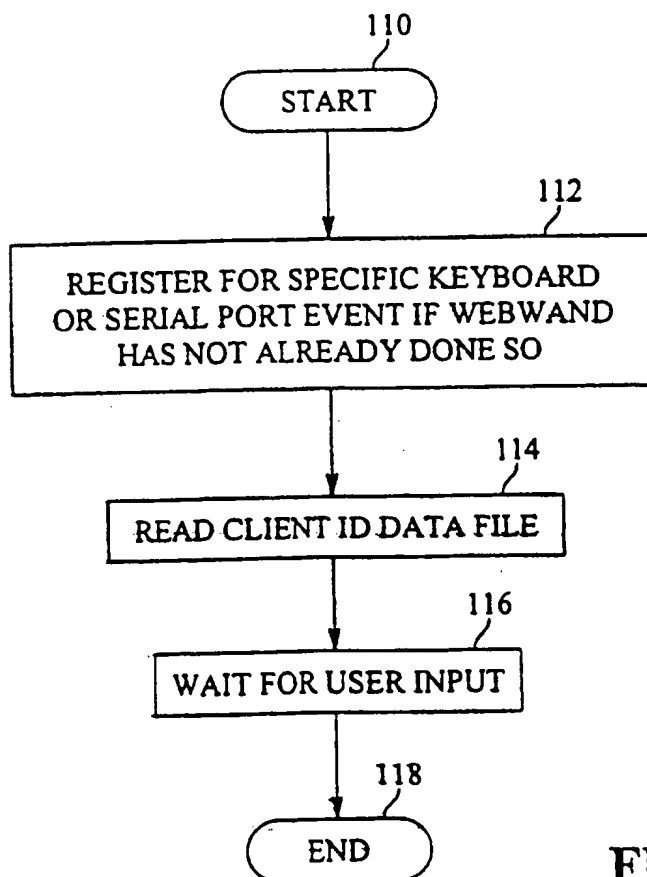 110
START
112
REGISTER FOR SPECIFIC KEYBOARD
OR SERIAL PORT EVENT IF WEBWAND
HAS NOT ALREADY DONE SO
114
READ CLIENT ID DATA FILE
116
WAIT FOR USER INPUT
118
END